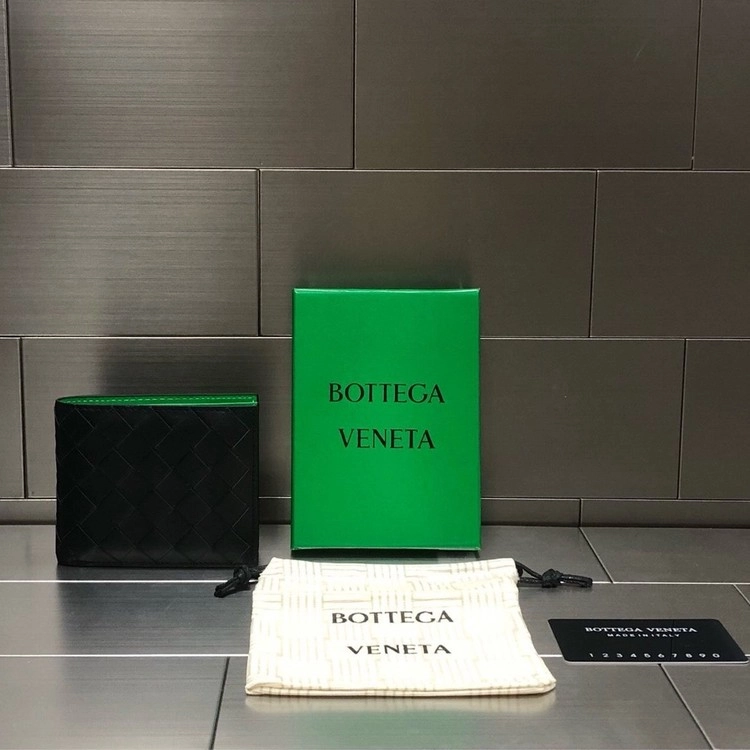 BOTTEGA
VENETA
BOTTEGA
VENETA
BOTTEGA VENETA
MADE IN ITALY
1 2 3 4 5 6 7 8 9 0